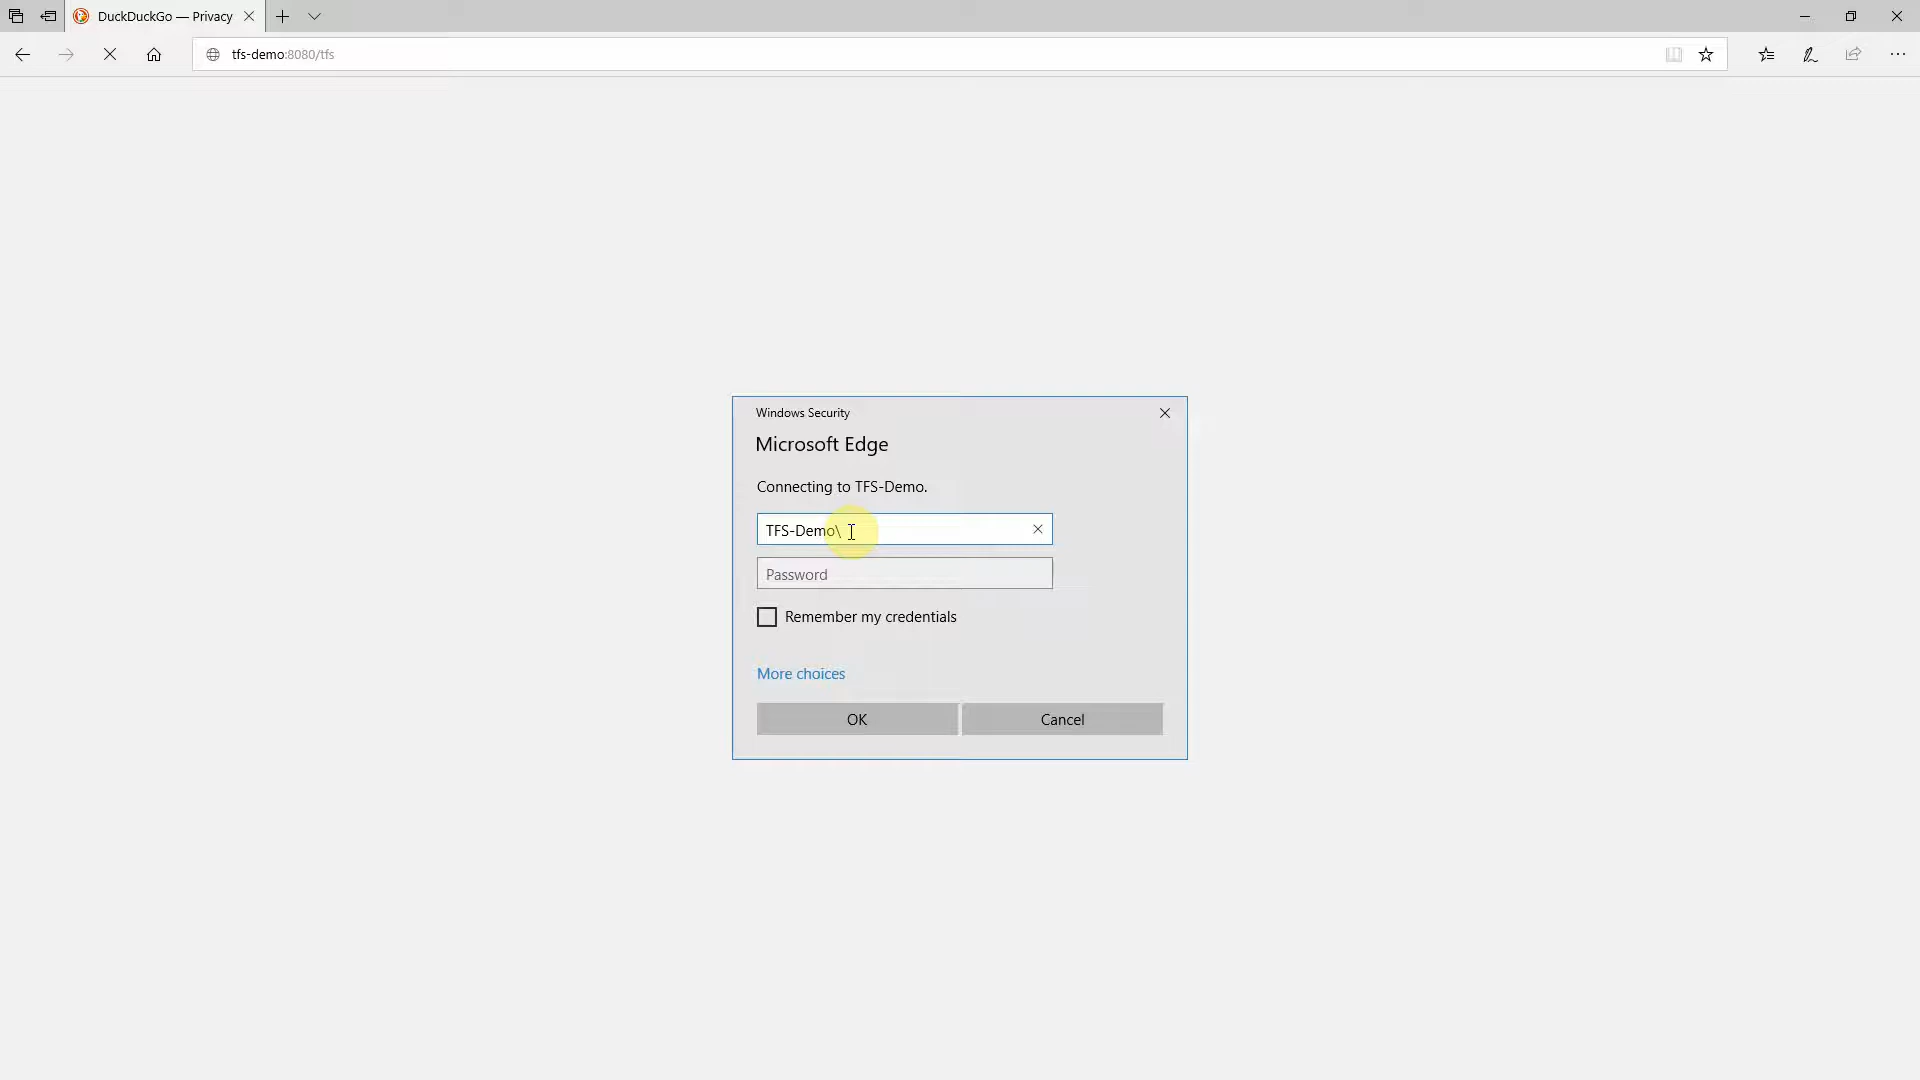 DuckDuckGo — Privacy
tfs-demo:8080/tfs
Windows Security
Microsoft Edge
Connecting to TFS-Demo.
TFS-Demo\
Password
Remember my credentials
More choices
OK
Cancel